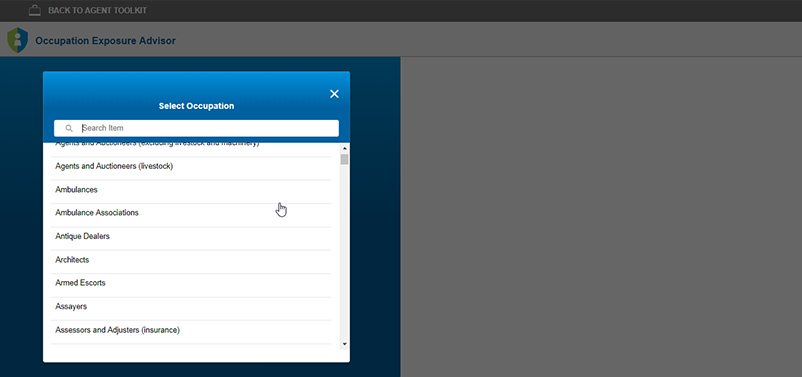 BACK TO AGENT TOOLKIT
Occupation Exposure Advisor
Select Occupation
Search Item
Agents and Auctioneers (excluding livestock and machinery)
Agents and Auctioneers (livestock)
Ambulances
Ambulance Associations
Antique Dealers
Architects
Armed Escorts
Assayers
Assessors and Adjusters (insurance)